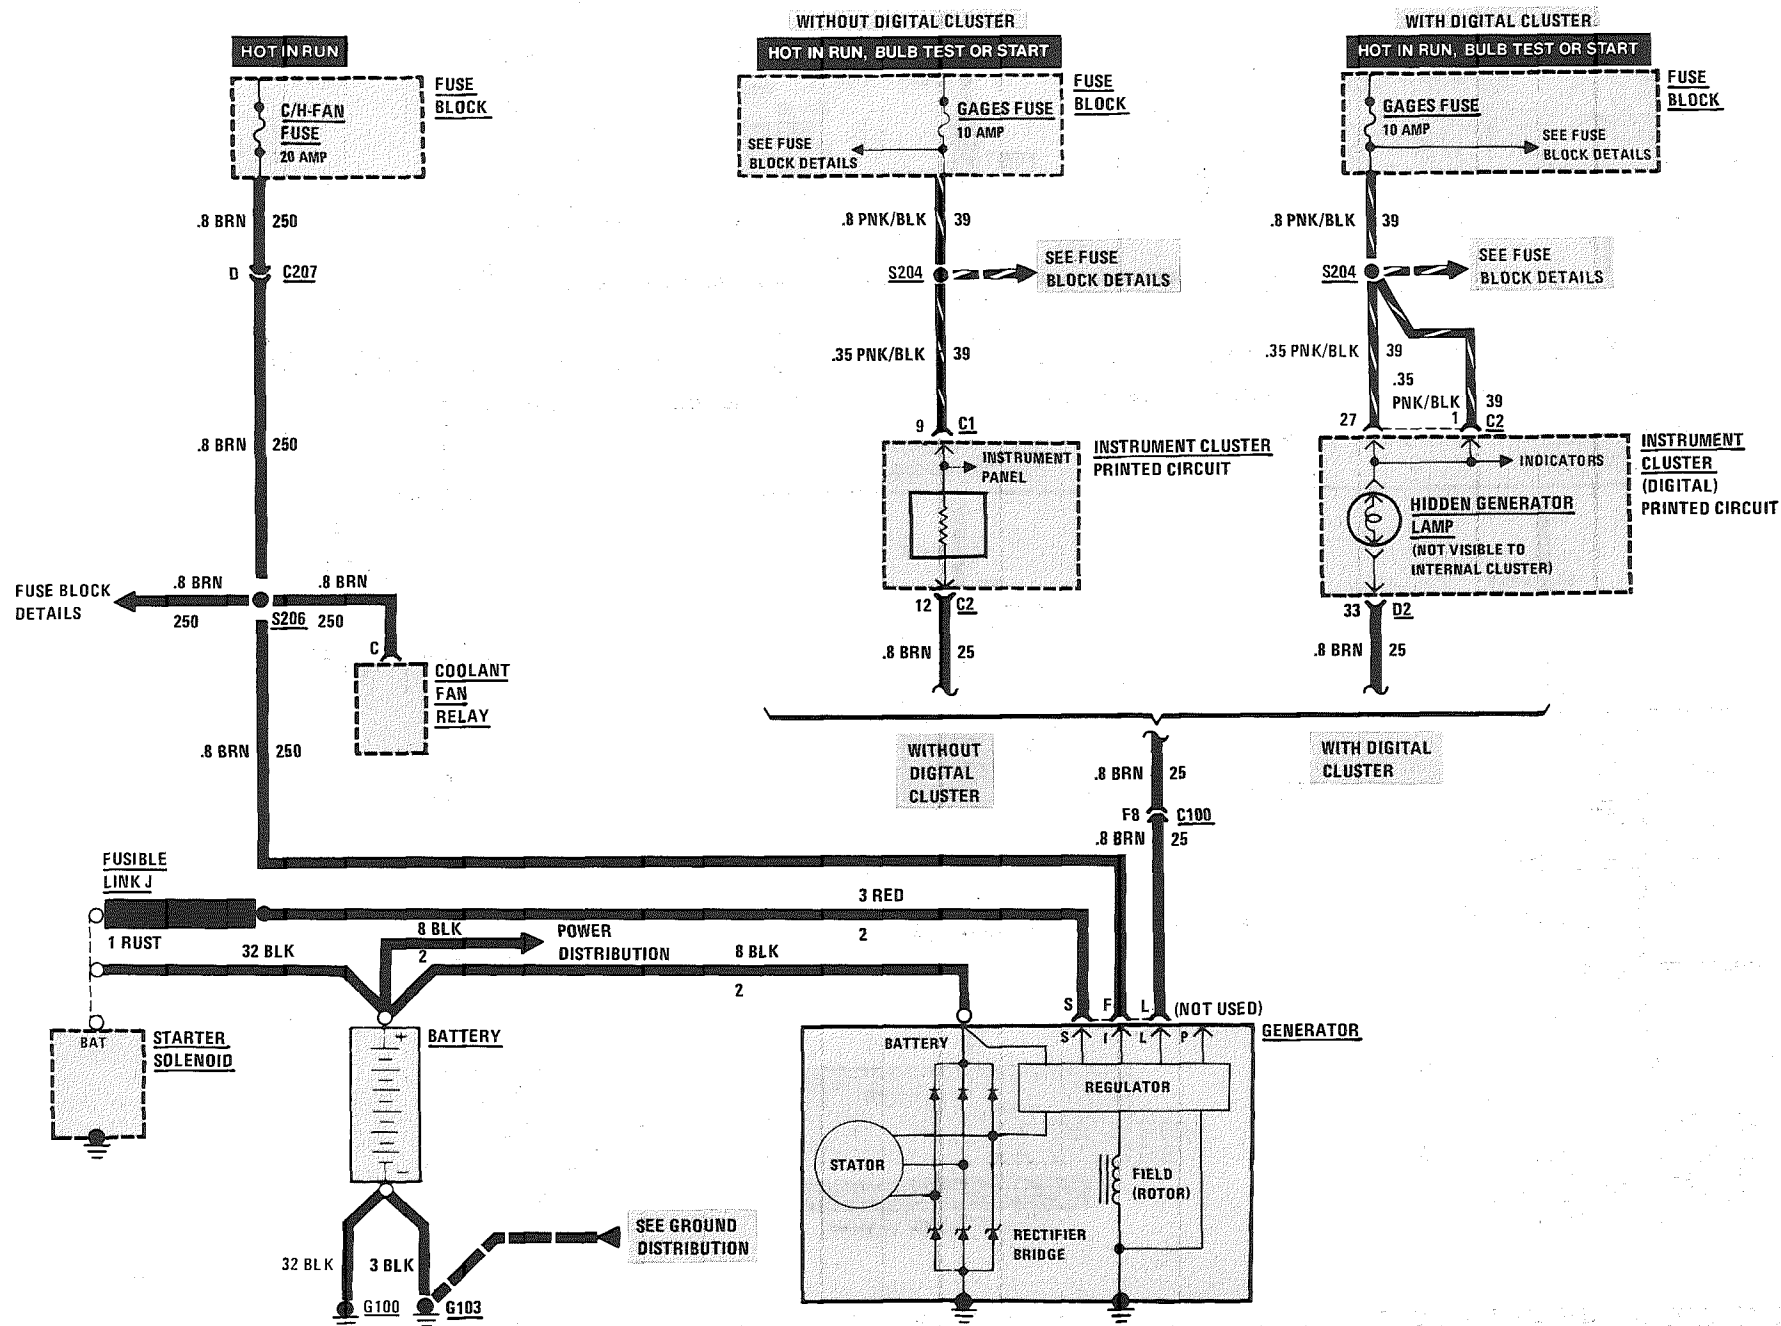 WITHOUT DIGITAL CLUSTER
WITH DIGITAL CLUSTER
HOT IN RUN
HOT IN RUN, BULB TEST OR START
HOT IN RUN, BULB TEST OR START
C/H-FAN
FUSE
20 AMP
FUSE
BLOCK
GAGES FUSE
10 AMP
SEE FUSE
BLOCK DETAILS
FUSE
BLOCK
GAGES FUSE
10 AMP
SEE FUSE
BLOCK DETAILS
FUSE
BLOCK
.8 BRN 250
.8 PNK/BLK 39
.8 PNK/BLK 39
D C207
S204
SEE FUSE
BLOCK DETAILS
S204
SEE FUSE
BLOCK DETAILS
.35 PNK/BLK 39
.35 PNK/BLK 39
.35
PNK/BLK 39
.8 BRN 250
9 C1
27 1 C2
INSTRUMENT
PANEL
INSTRUMENT CLUSTER
PRINTED CIRCUIT
INDICATORS
HIDDEN GENERATOR
LAMP
(NOT VISIBLE TO
INTERNAL CLUSTER)
INSTRUMENT
CLUSTER
(DIGITAL)
PRINTED CIRCUIT
FUSE BLOCK
DETAILS
.8 BRN
250
S206
.8 BRN
250
C
COOLANT
FAN
RELAY
12 C2
33 D2
.8 BRN 25
.8 BRN 25
.8 BRN 250
WITHOUT
DIGITAL
CLUSTER
WITH DIGITAL
CLUSTER
.8 BRN 25
F8 C100
.8 BRN 25
FUSIBLE
LINK J
1 RUST
3 RED
2
32 BLK
8 BLK
2
POWER
DISTRIBUTION
8 BLK
2
S F L (NOT USED)
BAT
STARTER
SOLENOID
+
BATTERY
-
BATTERY
S I L P
GENERATOR
REGULATOR
STATOR
FIELD
(ROTOR)
RECTIFIER
BRIDGE
SEE GROUND
DISTRIBUTION
32 BLK
3 BLK
G100
G103